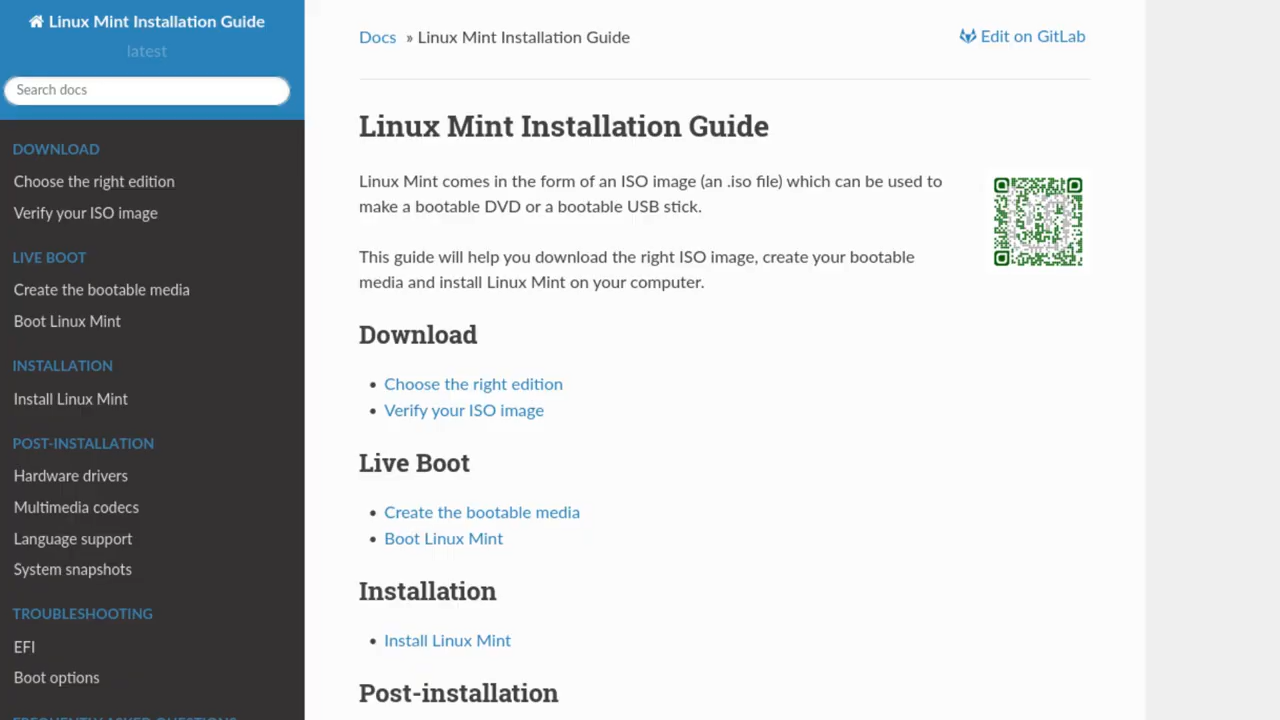 Linux Mint Installation Guide
latest
Search docs
DOWNLOAD
Choose the right edition
Verify your ISO image
LIVE BOOT
Create the bootable media
Boot Linux Mint
INSTALLATION
Install Linux Mint
POST-INSTALLATION
Hardware drivers
Multimedia codecs
Language support
System snapshots
TROUBLESHOOTING
EFI
Boot options
FREQUENTLY ASKED QUESTIONS
Docs » Linux Mint Installation Guide
Edit on GitLab
Linux Mint Installation Guide
Linux Mint comes in the form of an ISO image (an .iso file) which can be used to
make a bootable DVD or a bootable USB stick.
This guide will help you download the right ISO image, create your bootable
media and install Linux Mint on your computer.
Download
• Choose the right edition
• Verify your ISO image
Live Boot
• Create the bootable media
• Boot Linux Mint
Installation
• Install Linux Mint
Post-installation